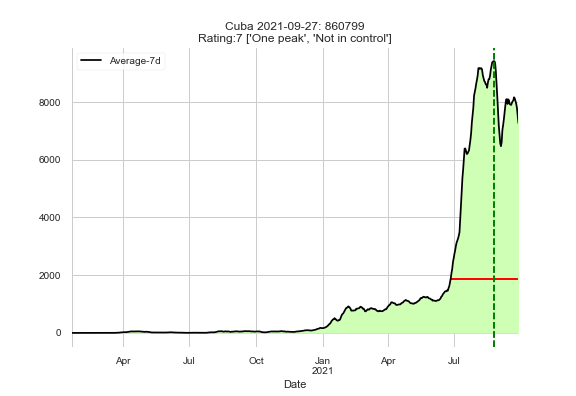 Cuba 2021-09-27: 860799
Rating:7 ['One peak', 'Not in control']
Average-7d
8000
6000
4000
2000
0
Apr
Jul
Oct
Jan
2021
Apr
Jul
Date